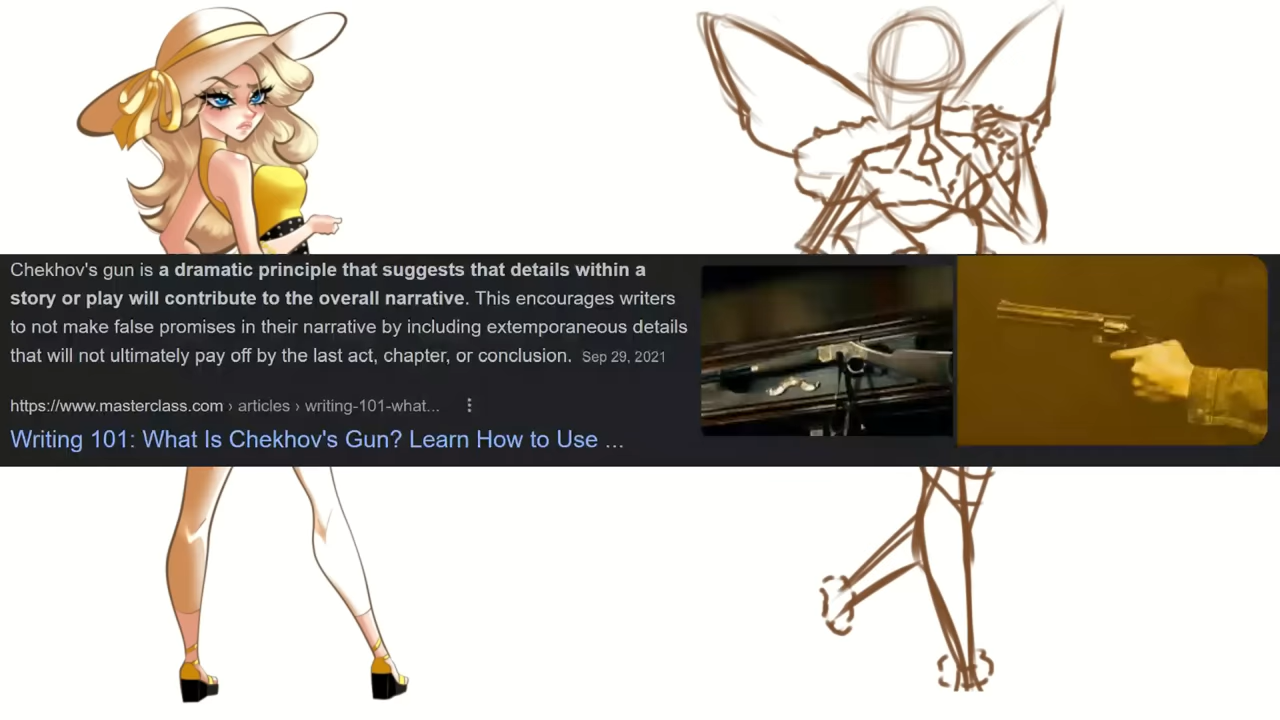 Chekhov's gun is a dramatic principle that suggests that details within a
story or play will contribute to the overall narrative. This encourages writers
to not make false promises in their narrative by including extemporaneous details
that will not ultimately pay off by the last act, chapter, or conclusion. Sep 29, 2021
https://www.masterclass.com › articles › writing-101-what...
Writing 101: What Is Chekhov's Gun? Learn How to Use ...